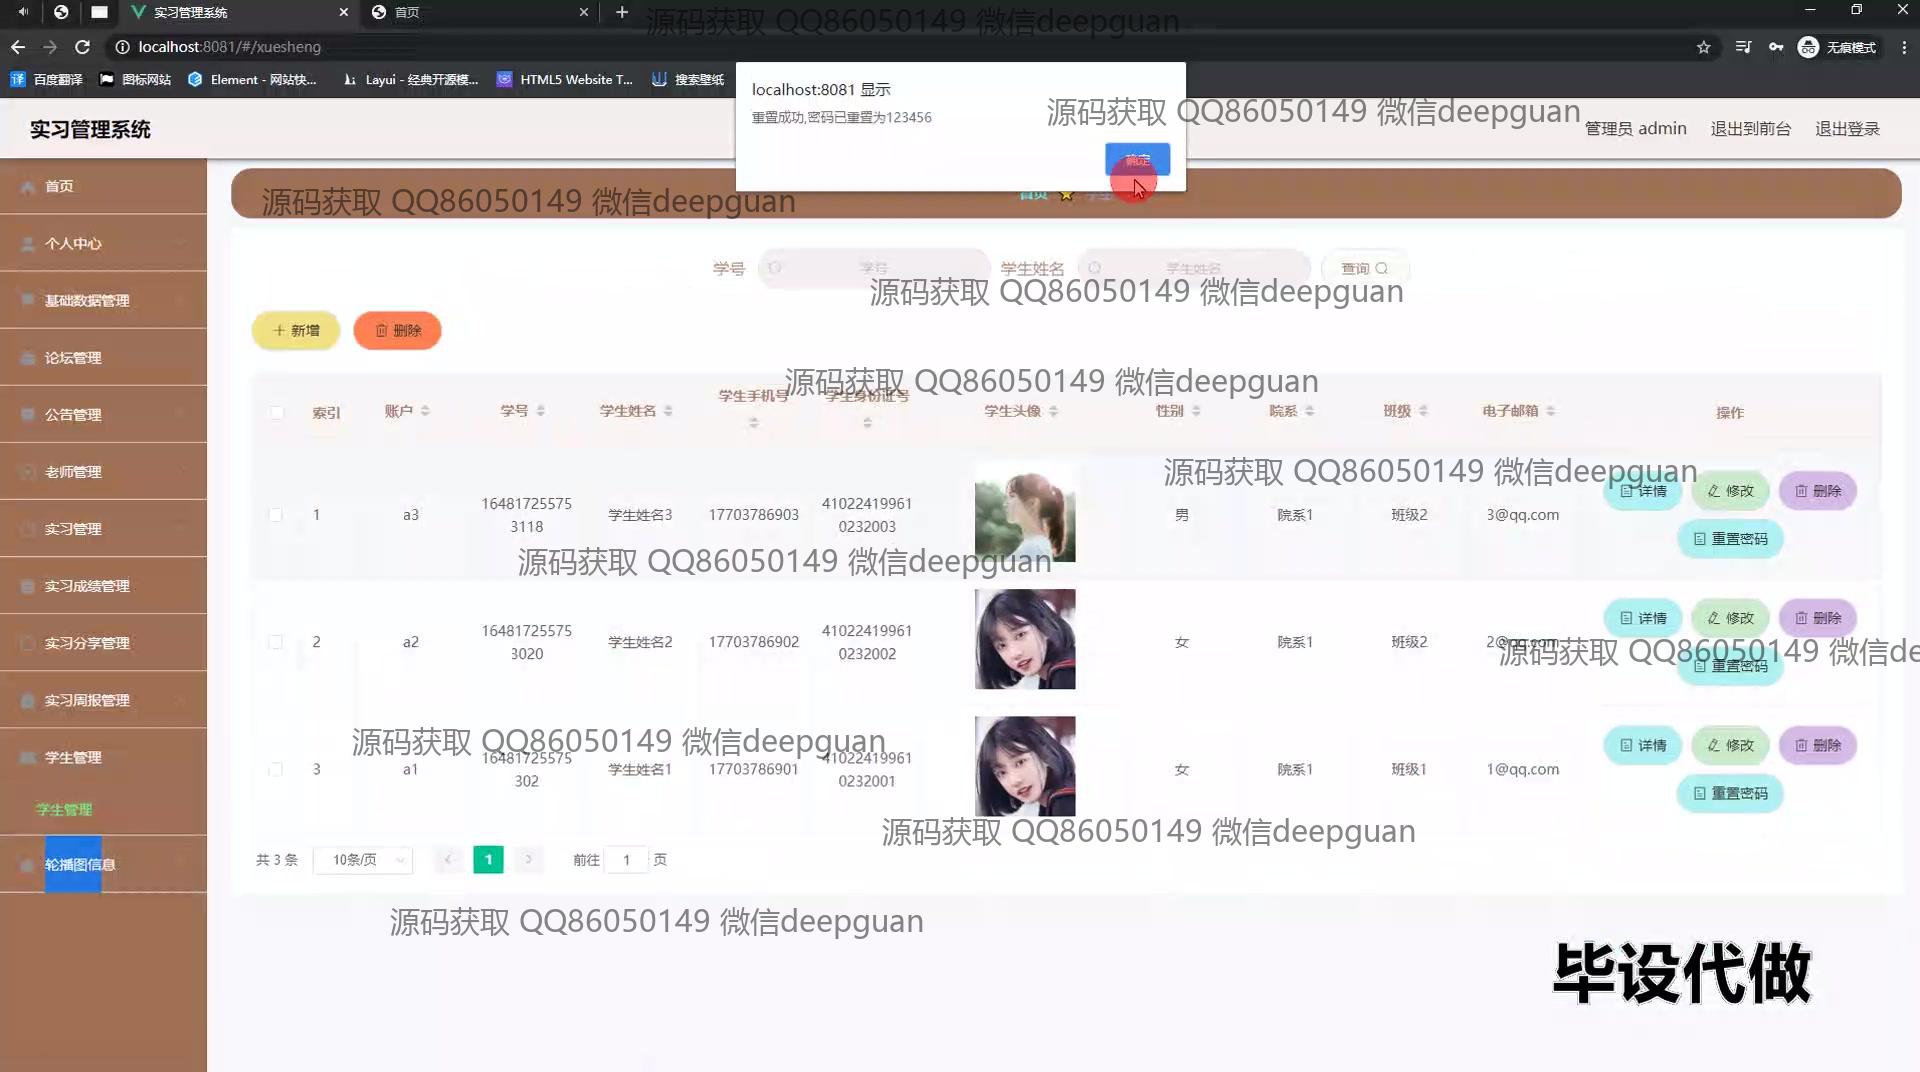 实习管理系统
首页
localhost:8081/#/xuesheng
无痕模式
百度翻译
图标网站
Element - 网站快...
Layui - 经典开源模...
HTML5 Website T...
搜索壁纸
源码获取 QQ86050149 微信deepguan
localhost:8081 显示
重置成功,密码已重置为123456
确定
源码获取 QQ86050149 微信deepguan
实习管理系统
管理员 admin
退出到前台
退出登录
首页
个人中心
基础数据管理
论坛管理
公告管理
老师管理
实习管理
实习成绩管理
实习分享管理
实习周报管理
学生管理
学生管理
轮播图信息
源码获取 QQ86050149 微信deepguan
首页
学号
学号
学生姓名
学生姓名
查询
源码获取 QQ86050149 微信deepguan
新增
删除
源码获取 QQ86050149 微信deepguan
索引 账户 学号 学生姓名 学生手机号 学生身份证号 学生头像 性别 院系 班级 电子邮箱 操作
源码获取 QQ86050149 微信deepguan
1 a3 16481725575 学生姓名3 17703786903 41022419961 男 院系1 班级2 3@qq.com 详情 修改 删除
3118 0232003 重置密码
源码获取 QQ86050149 微信deepguan
2 a2 16481725575 学生姓名2 17703786902 41022419961 女 院系1 班级2 2@qq.com 详情 修改 删除
3020 0232002 重置密码
源码获取 QQ86050149 微信de
源码获取 QQ86050149 微信deepguan
3 a1 16481725575 学生姓名1 17703786901 41022419961 女 院系1 班级1 1@qq.com 详情 修改 删除
302 0232001 重置密码
源码获取 QQ86050149 微信deepguan
共 3 条 10条/页 1 前往 1 页
源码获取 QQ86050149 微信deepguan
毕设代做